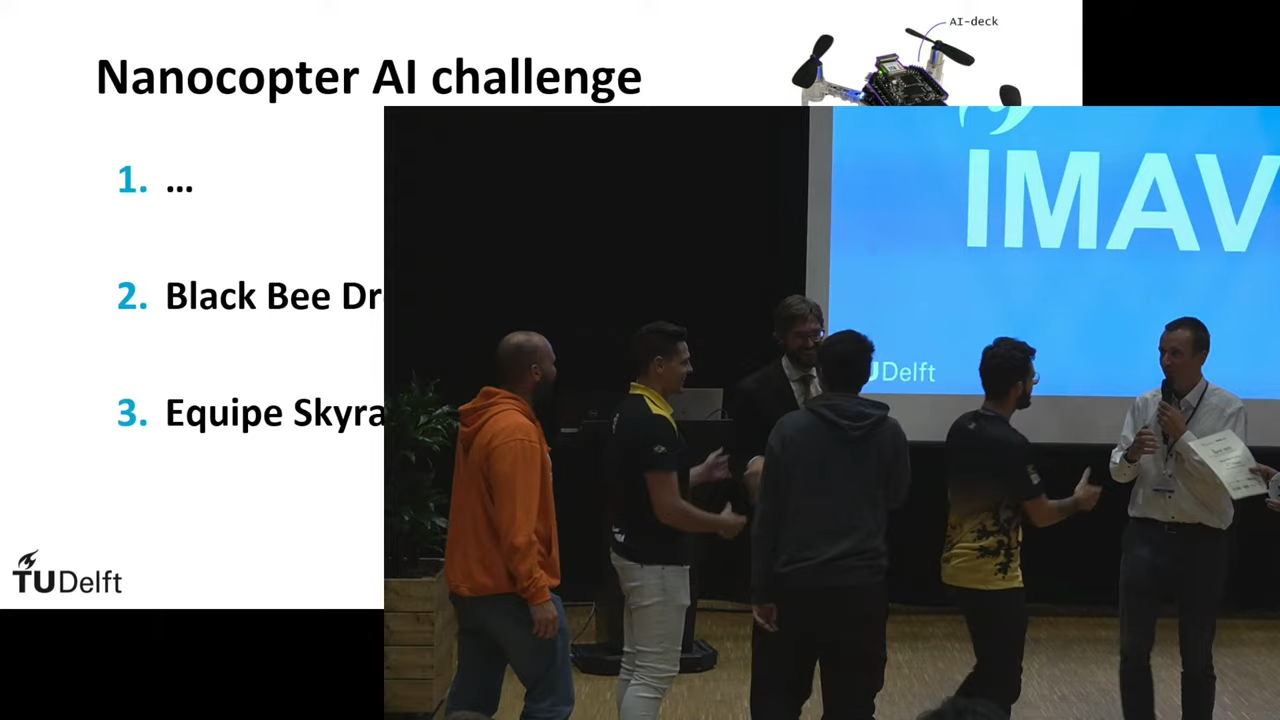 AI-deck
Nanocopter AI challenge
1. ...
2. Black Bee Dr
3. Equipe Skyra
TUDelft
IMAV
TUDelft